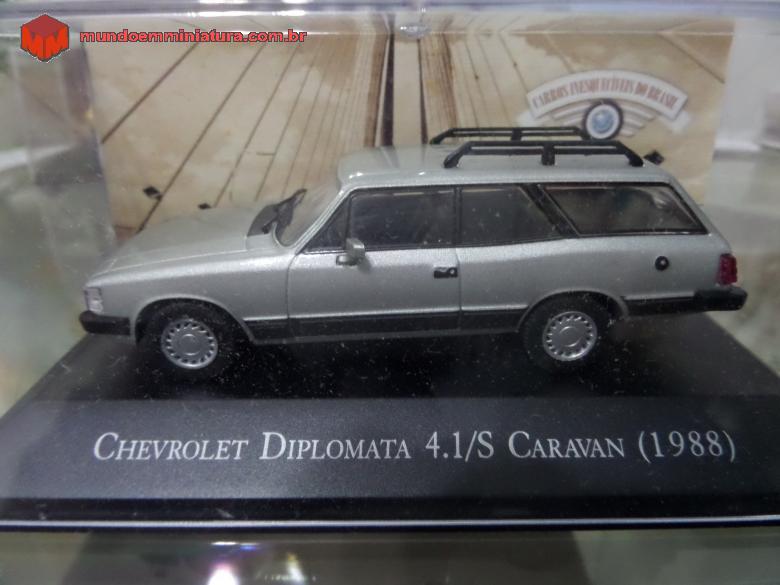 mundoemminiatura.com.br
CARROS INESQUECÍVEIS DO BRASIL
CHEVROLET DIPLOMATA 4.1/S CARAVAN (1988)